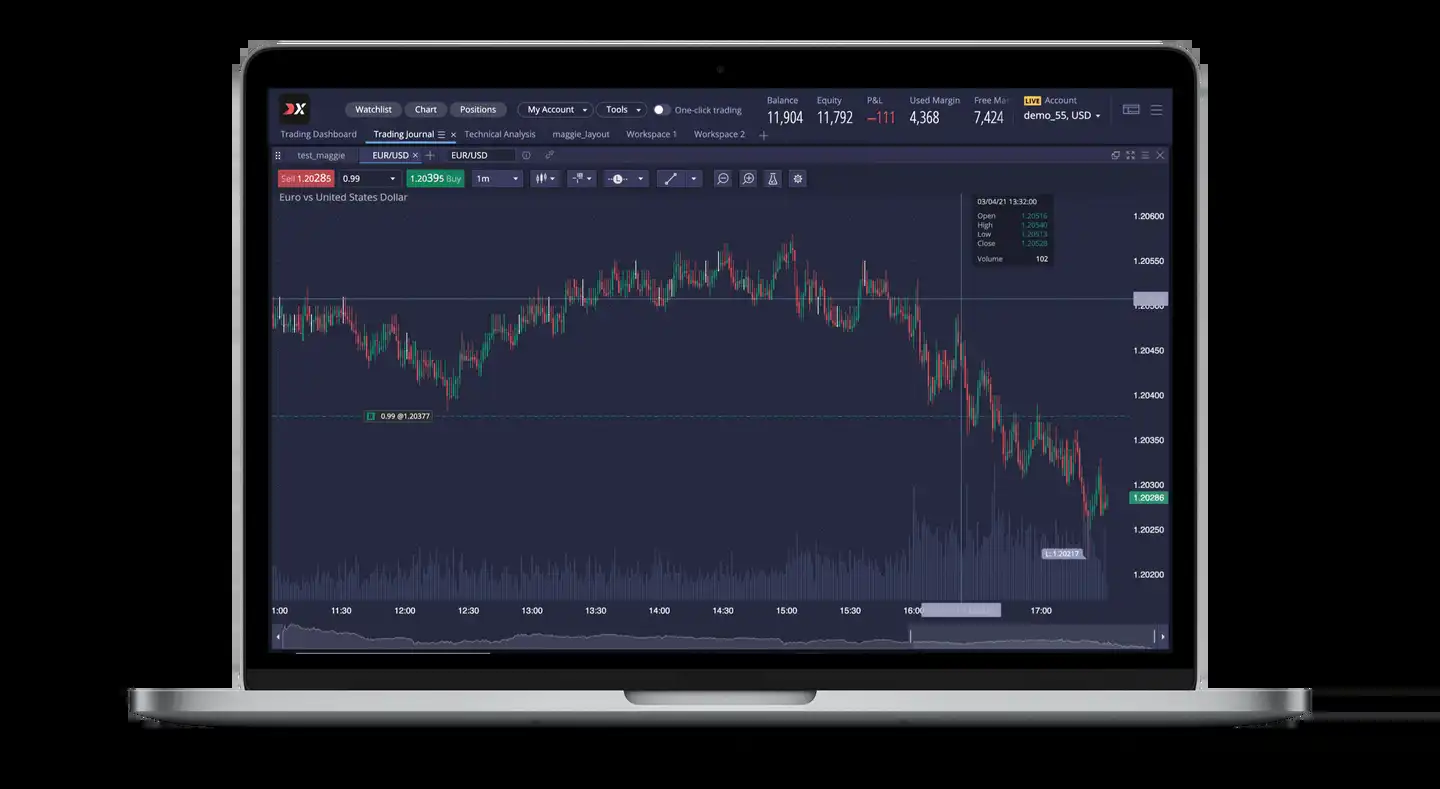 X
Watchlist Chart Positions My Account Tools One-click trading
Balance Equity P&L Used Margin Free Mar LIVE Account
11,904 11,792 –111 4,368 7,424 demo_55, USD
Trading Dashboard Trading Journal Technical Analysis maggie_layout Workspace 1 Workspace 2
test_maggie EUR/USD EUR/USD
Sell 1.20285 0.99 1.20395 Buy 1m L
Euro vs United States Dollar
03/04/21 13:32:00
Open 1.20516
High 1.20540
Low 1.20513
Close 1.20528
Volume 102
1.20600
1.20550
1.20500
1.20450
1.20400
0.99 @1.20377
1.20350
1.20300
1.20286
1.20250
L: 1.20217
1.20200
1:00 11:30 12:00 12:30 13:00 13:30 14:00 14:30 15:00 15:30 16:00 17:00